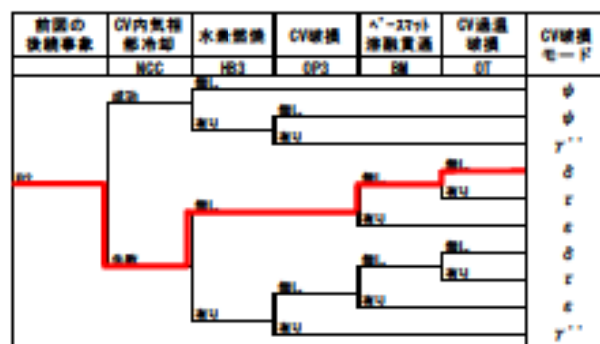 前図の
後続事象
CV内気相
部冷却
水素燃焼
CV破損
ベースマット
溶融貫通
CV過温
破損
CV破損
モード
NCC
HB3
OP3
BM
OT
成功
無し
ψ
無し
ψ
有り
有り
γ''
無し
δ
無し
有り
τ
無し
有り
ε
失敗
無し
δ
無し
有り
τ
有り
ε
有り
有り
γ''